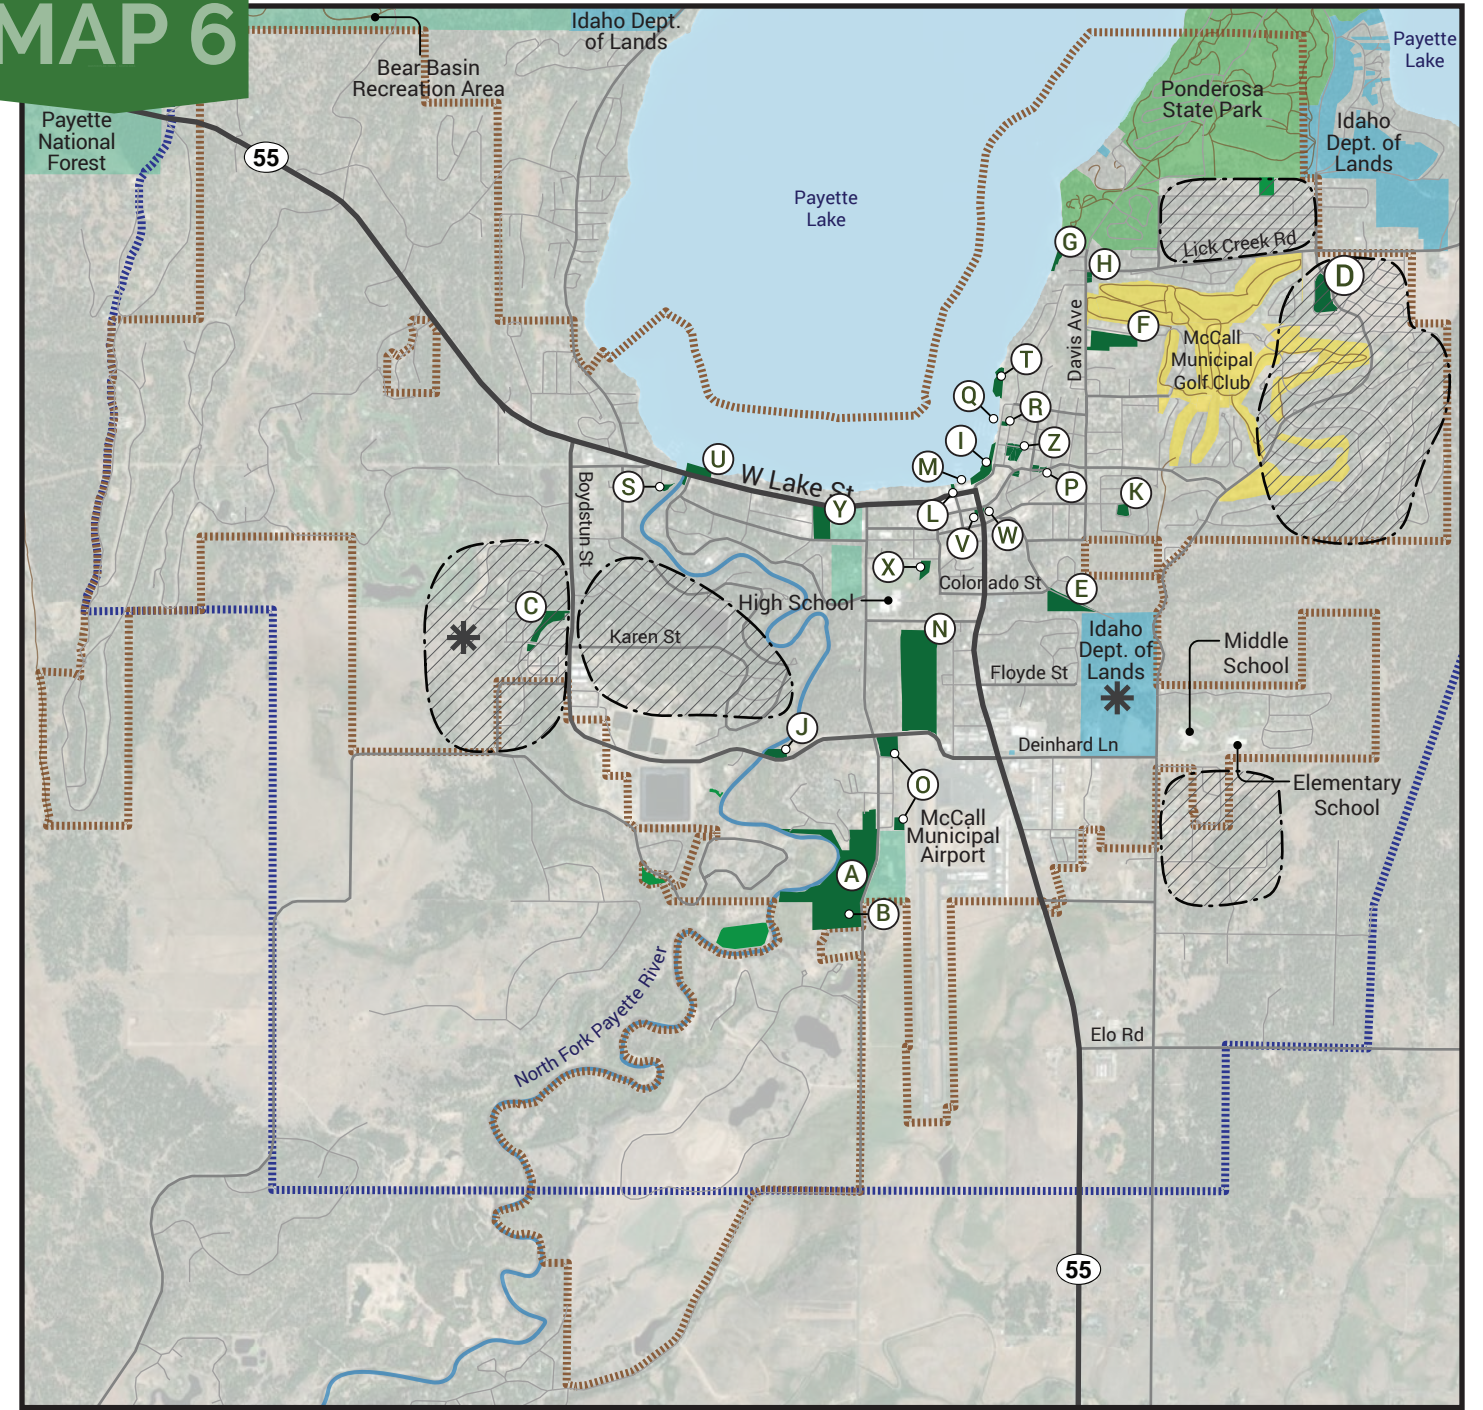 MAP 6
Idaho Dept.
of Lands
Bear Basin
Recreation Area
Payette
National
Forest
55
Payette
Lake
Ponderosa
State Park
Payette
Lake
Idaho
Dept. of
Lands
Lick Creek Rd
G
H
D
F
Davis Ave
McCall
Municipal
Golf Club
T
Q
R
I
Z
M
P
K
U
S
W Lake St
Y
L
V
W
Boydstun St
X
Colorado St
E
High School
C
Karen St
N
Idaho
Dept. of
Lands
Floyde St
Middle
School
J
Deinhard Ln
O
Elementary
School
McCall
Municipal
Airport
A
B
North Fork Payette River
Elo Rd
55